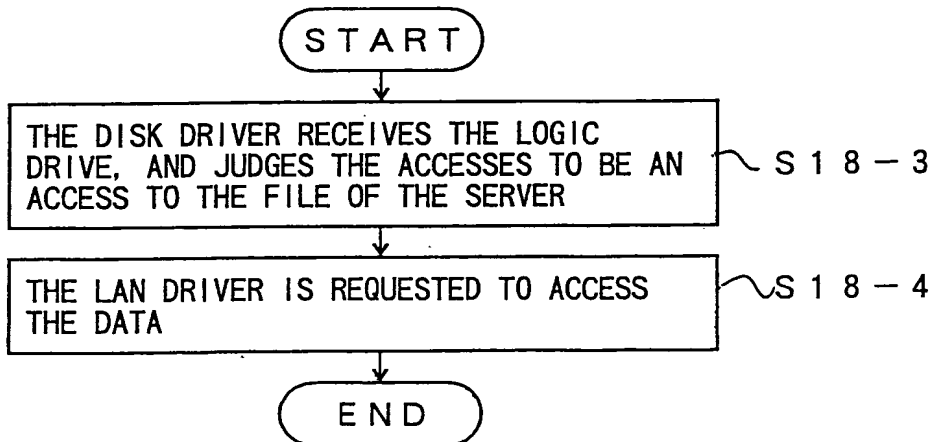 START
THE DISK DRIVER RECEIVES THE LOGIC
DRIVE, AND JUDGES THE ACCESSES TO BE AN
ACCESS TO THE FILE OF THE SERVER
S18-3
THE LAN DRIVER IS REQUESTED TO ACCESS
THE DATA
S18-4
END